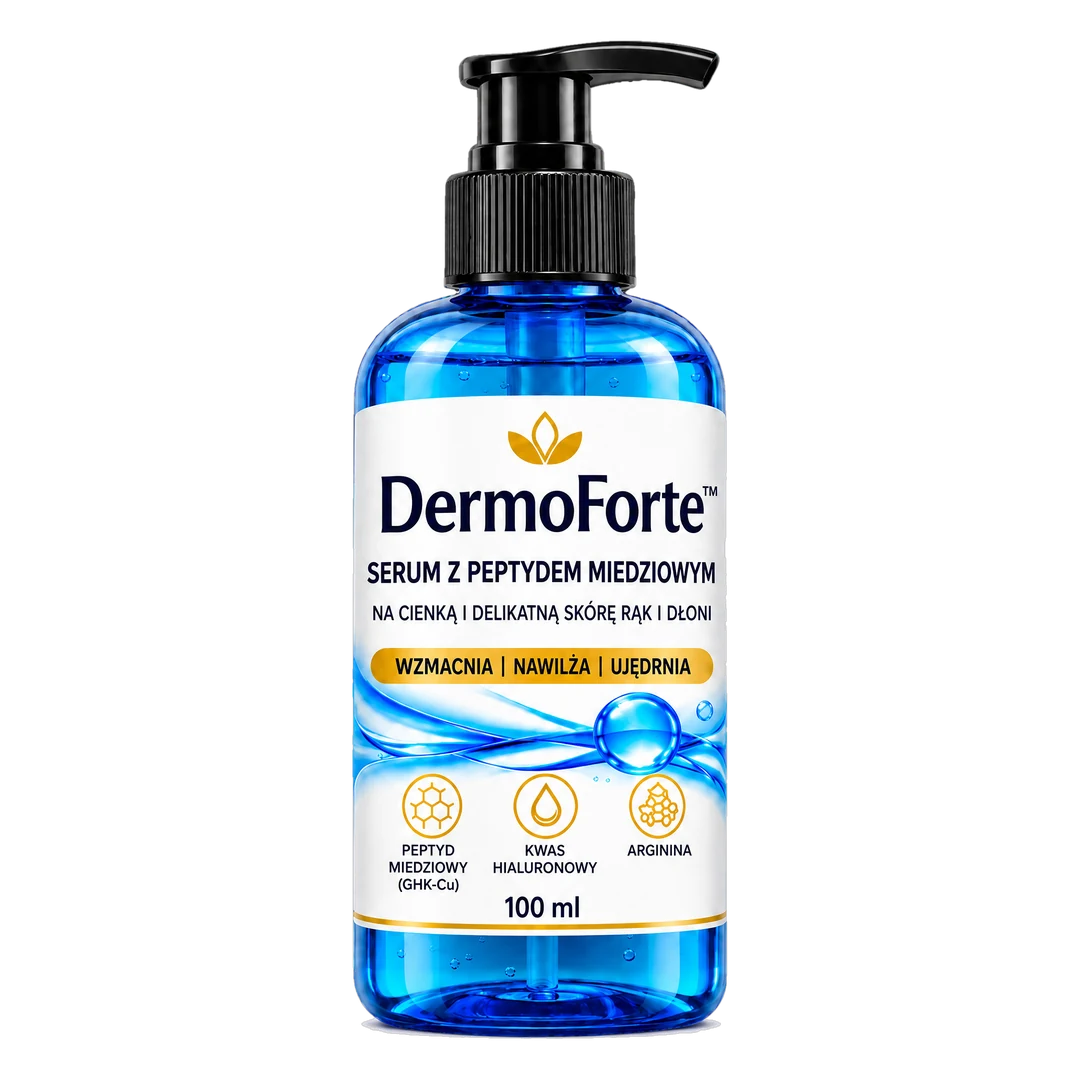 DermoForte™
SERUM Z PEPTYDEM MIEDZIOWYM
NA CIENKĄ I DELIKATNĄ SKÓRĘ RĄK I DŁONI
WZMACNIA | NAWILŻA | UJĘDRNIA
PEPTYD
MIEDZIOWY
(GHK-Cu)
KWAS
HIALURONOWY
ARGININA
100 ml